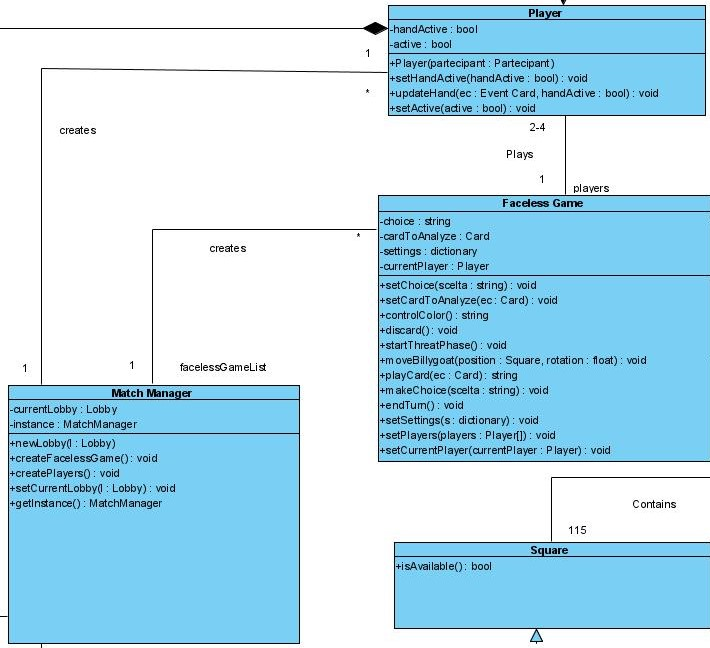 Player
-handActive : bool
-active : bool
+Player(partecipant : Partecipant)
+setHandActive(handActive : bool) : void
+updateHand(ec : Event Card, handActive : bool) : void
+setActive(active : bool) : void
1
*
creates
2-4
Plays
1
players
Faceless Game
-choice : string
-cardToAnalyze : Card
-settings : dictionary
-currentPlayer : Player
+setChoice(scelta : string) : void
+setCardToAnalyze(ec : Card) : void
+controlColor() : string
+discard() : void
+startThreatPhase() : void
+moveBillygoat(position : Square, rotation : float) : void
+playCard(ec : Card) : string
+makeChoice(scelta : string) : void
+endTurn() : void
+setSettings(s : dictionary) : void
+setPlayers(players : Player[]) : void
+setCurrentPlayer(currentPlayer : Player) : void
*
creates
1
1
facelessGameList
Match Manager
-currentLobby : Lobby
-instance : MatchManager
+newLobby(l : Lobby)
+createFacelessGame() : void
+createPlayers() : void
+setCurrentLobby(l : Lobby) : void
+getInstance() : MatchManager
Contains
115
Square
+isAvailable() : bool